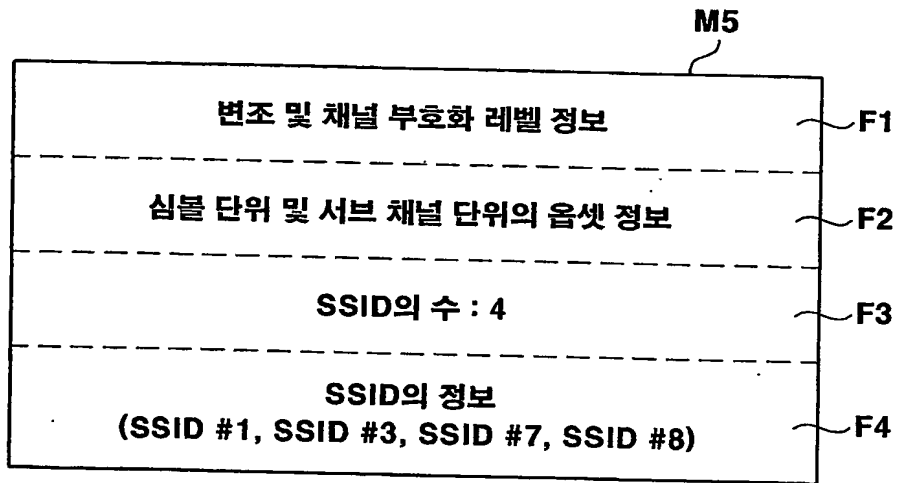 M5
변조 및 채널 부호화 레벨 정보
F1
심볼 단위 및 서브 채널 단위의 옵셋 정보
F2
SSID의 수 : 4
F3
SSID의 정보
(SSID #1, SSID #3, SSID #7, SSID #8)
F4